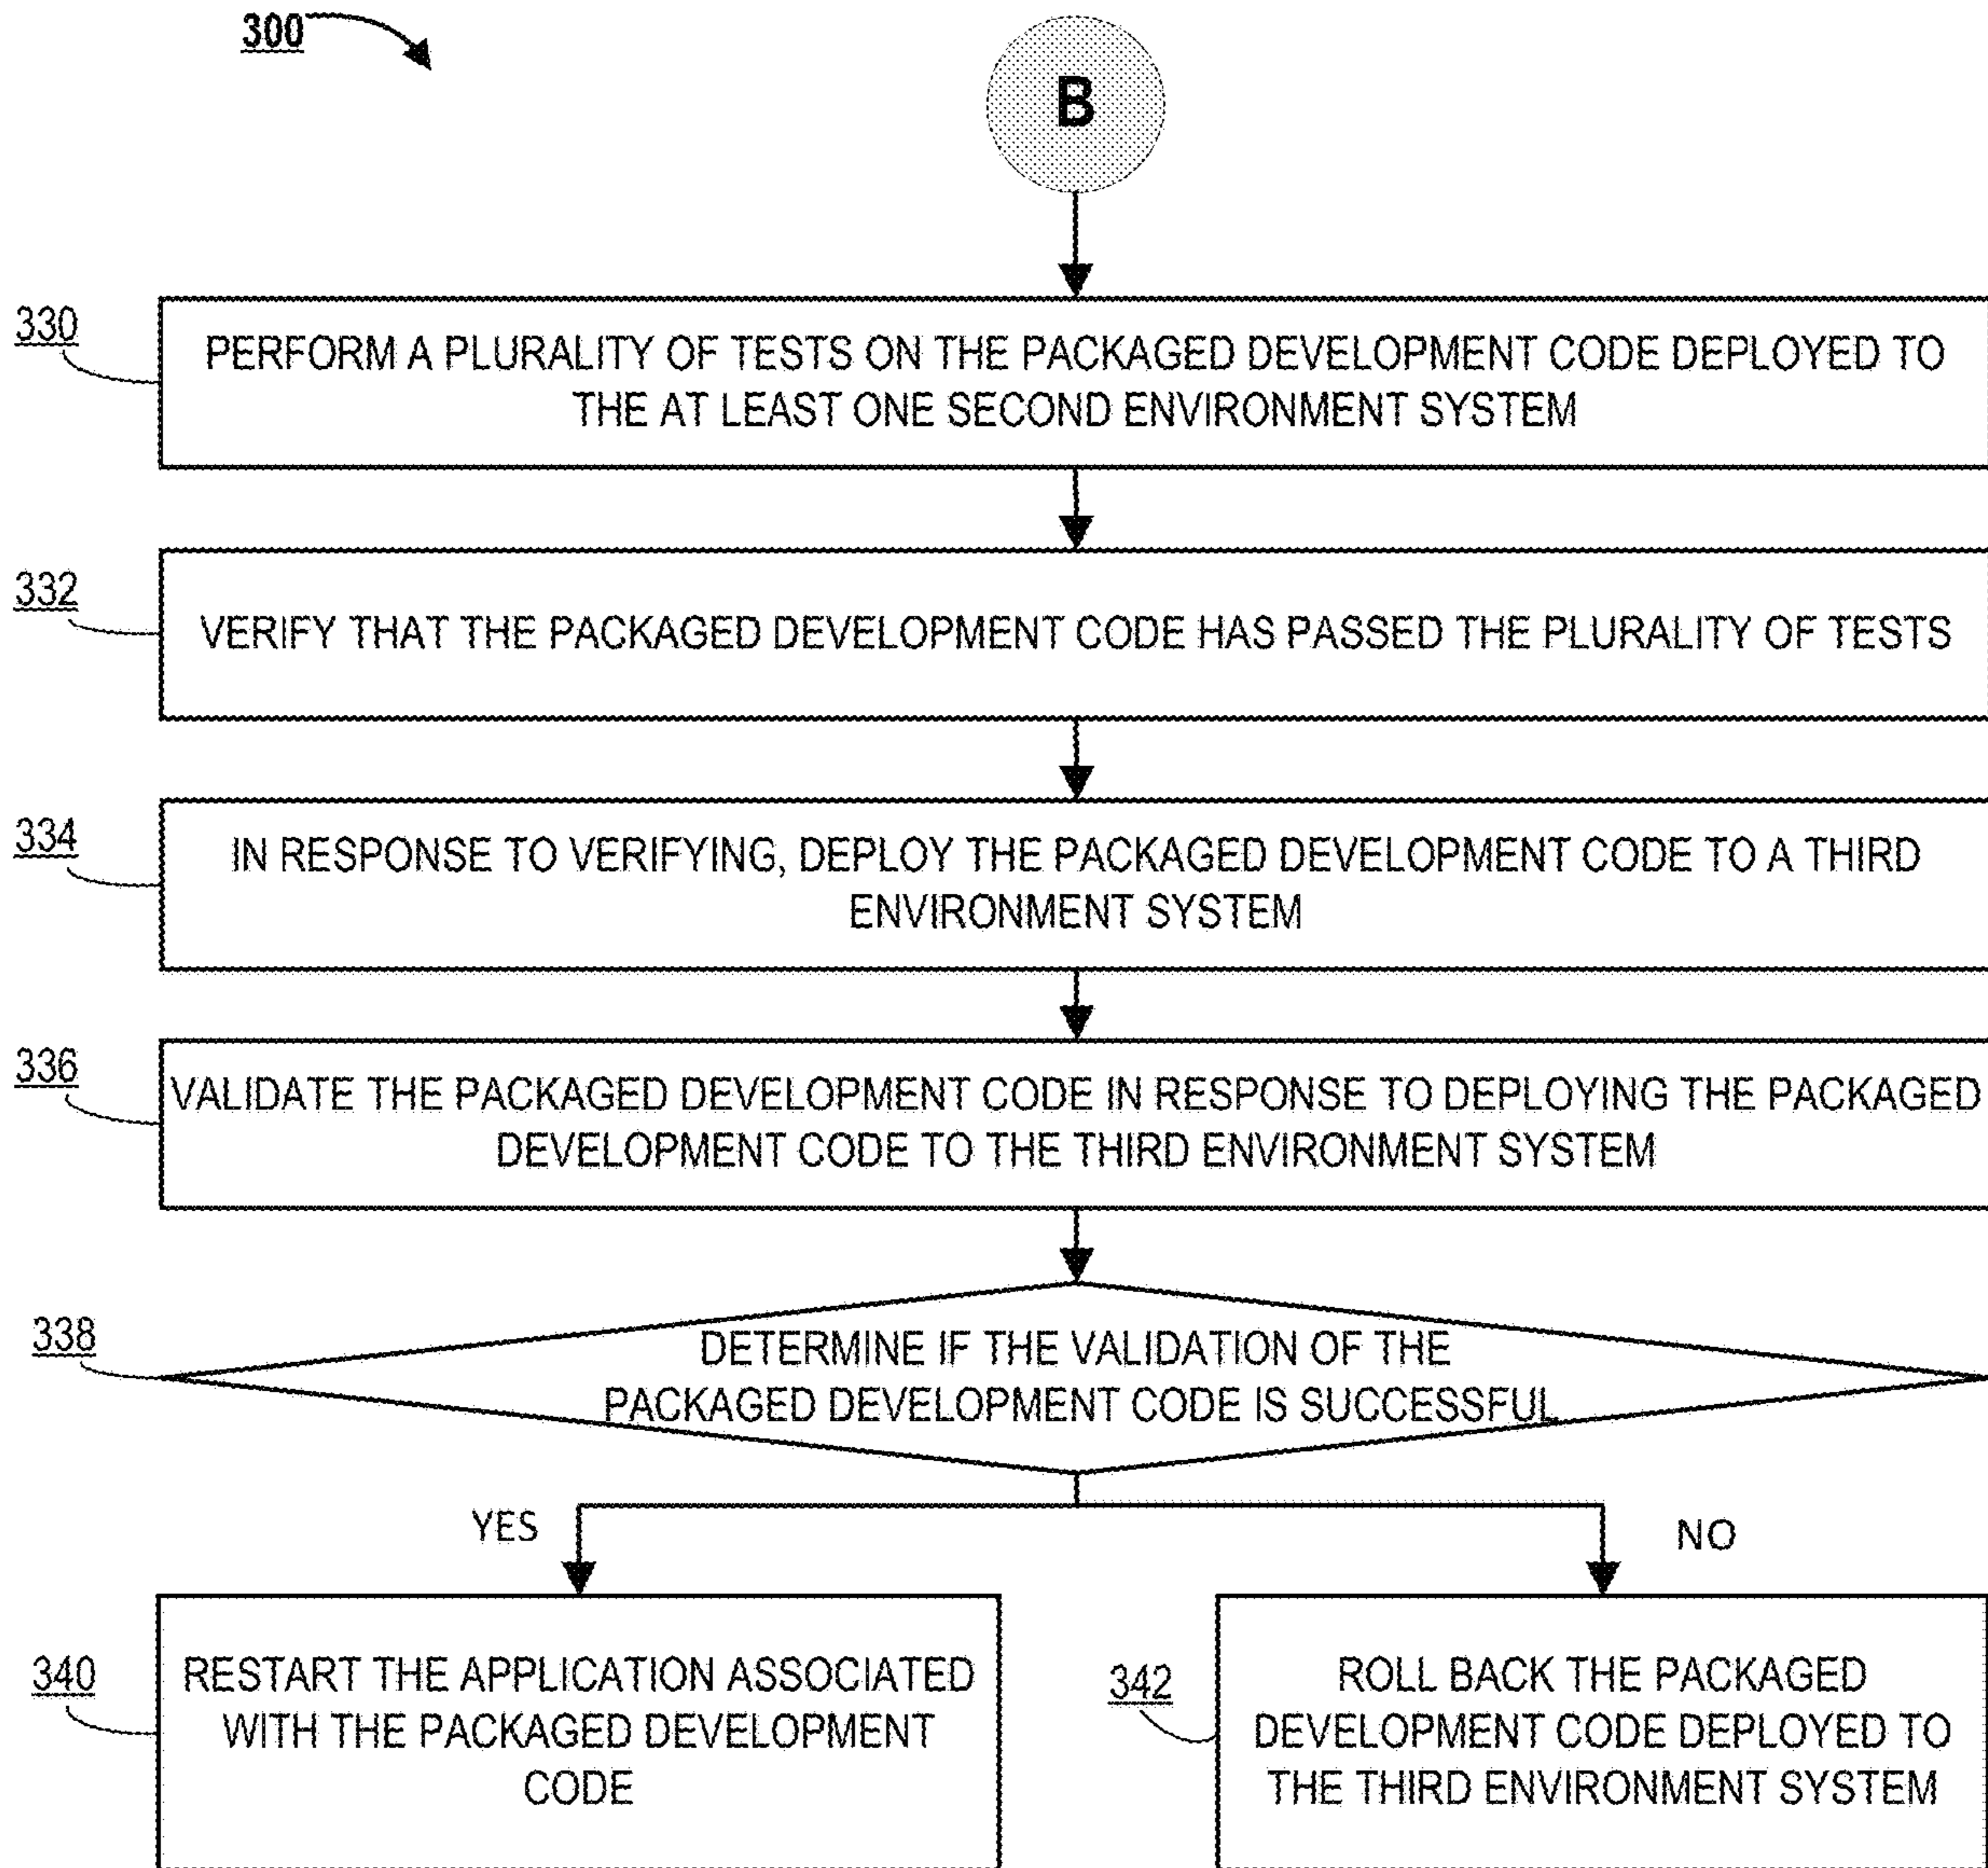 300
B
330
PERFORM A PLURALITY OF TESTS ON THE PACKAGED DEVELOPMENT CODE DEPLOYED TO
THE AT LEAST ONE SECOND ENVIRONMENT SYSTEM
332
VERIFY THAT THE PACKAGED DEVELOPMENT CODE HAS PASSED THE PLURALITY OF TESTS
334
IN RESPONSE TO VERIFYING, DEPLOY THE PACKAGED DEVELOPMENT CODE TO A THIRD
ENVIRONMENT SYSTEM
336
VALIDATE THE PACKAGED DEVELOPMENT CODE IN RESPONSE TO DEPLOYING THE PACKAGED
DEVELOPMENT CODE TO THE THIRD ENVIRONMENT SYSTEM
338
DETERMINE IF THE VALIDATION OF THE
PACKAGED DEVELOPMENT CODE IS SUCCESSFUL
YES
NO
340
RESTART THE APPLICATION ASSOCIATED
WITH THE PACKAGED DEVELOPMENT
CODE
342
ROLL BACK THE PACKAGED
DEVELOPMENT CODE DEPLOYED TO
THE THIRD ENVIRONMENT SYSTEM